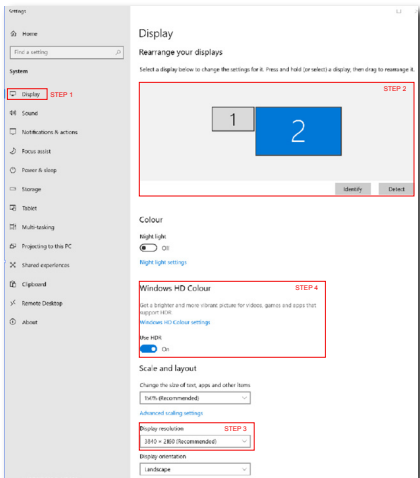 Settings
Home
Find a setting
System
Display STEP 1
Sound
Notifications & actions
Focus assist
Power & sleep
Storage
Tablet
Multi-tasking
Projecting to this PC
Shared experiences
Clipboard
Remote Desktop
About
Display
Rearrange your displays
Select a display below to change the settings for it. Press and hold (or select) a display, then drag to rearrange it.
STEP 2
1
2
Identify
Detect
Colour
Night light
Off
Night light settings
Windows HD Colour STEP 4
Get a brighter and more vibrant picture for videos, games and apps that
support HDR.
Windows HD Colour settings
Use HDR
On
Scale and layout
Change the size of text, apps and other items
150% (Recommended)
Advanced scaling settings
Display resolution STEP 3
3840 × 2160 (Recommended)
Display orientation
Landscape